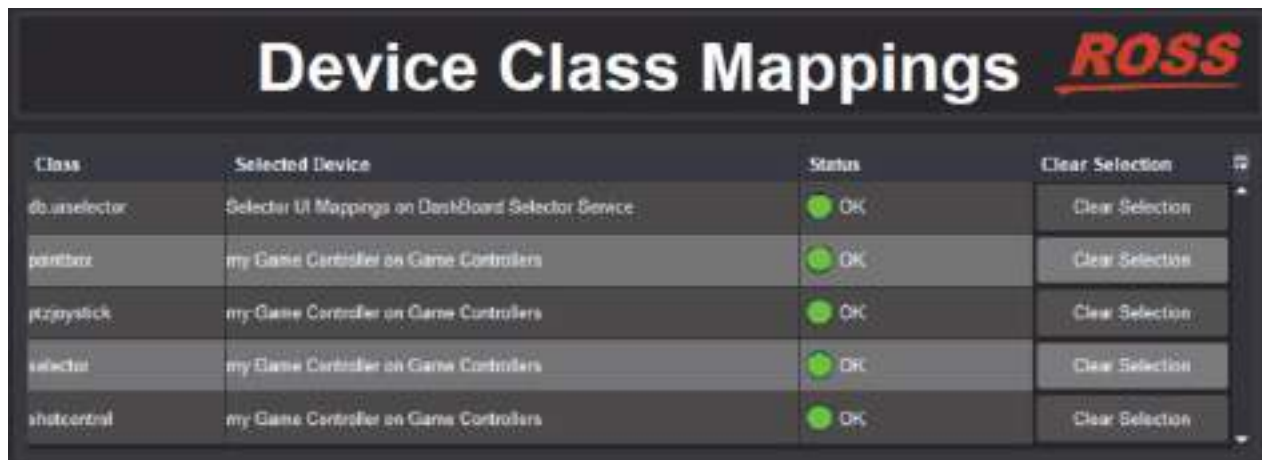 Device Class Mappings ROSS
Class Selected Device Status Clear Selection
db.uiselector Selector UI Mappings on DashBoard Selector Service OK Clear Selection
paintbox my Game Controller on Game Controllers OK Clear Selection
ptzjoystick my Game Controller on Game Controllers OK Clear Selection
selector my Game Controller on Game Controllers OK Clear Selection
shotcontrol my Game Controller on Game Controllers OK Clear Selection